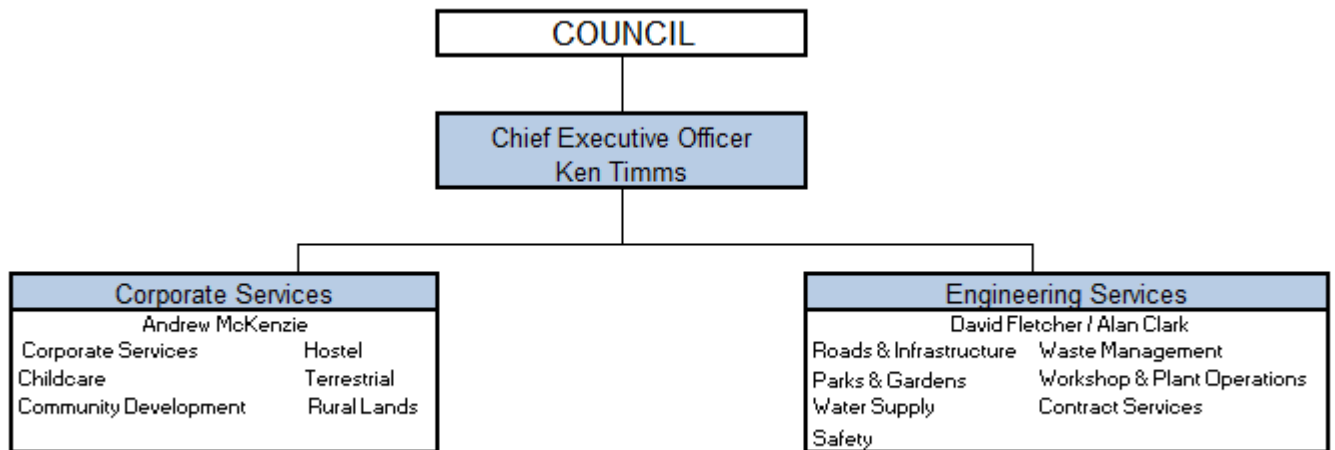 COUNCIL
Chief Executive Officer
Ken Timms
Corporate Services
Andrew McKenzie
Corporate Services Hostel
Childcare Terrestrial
Community Development Rural Lands
Engineering Services
David Fletcher / Alan Clark
Roads & Infrastructure Waste Management
Parks & Gardens Workshop & Plant Operations
Water Supply Contract Services
Safety